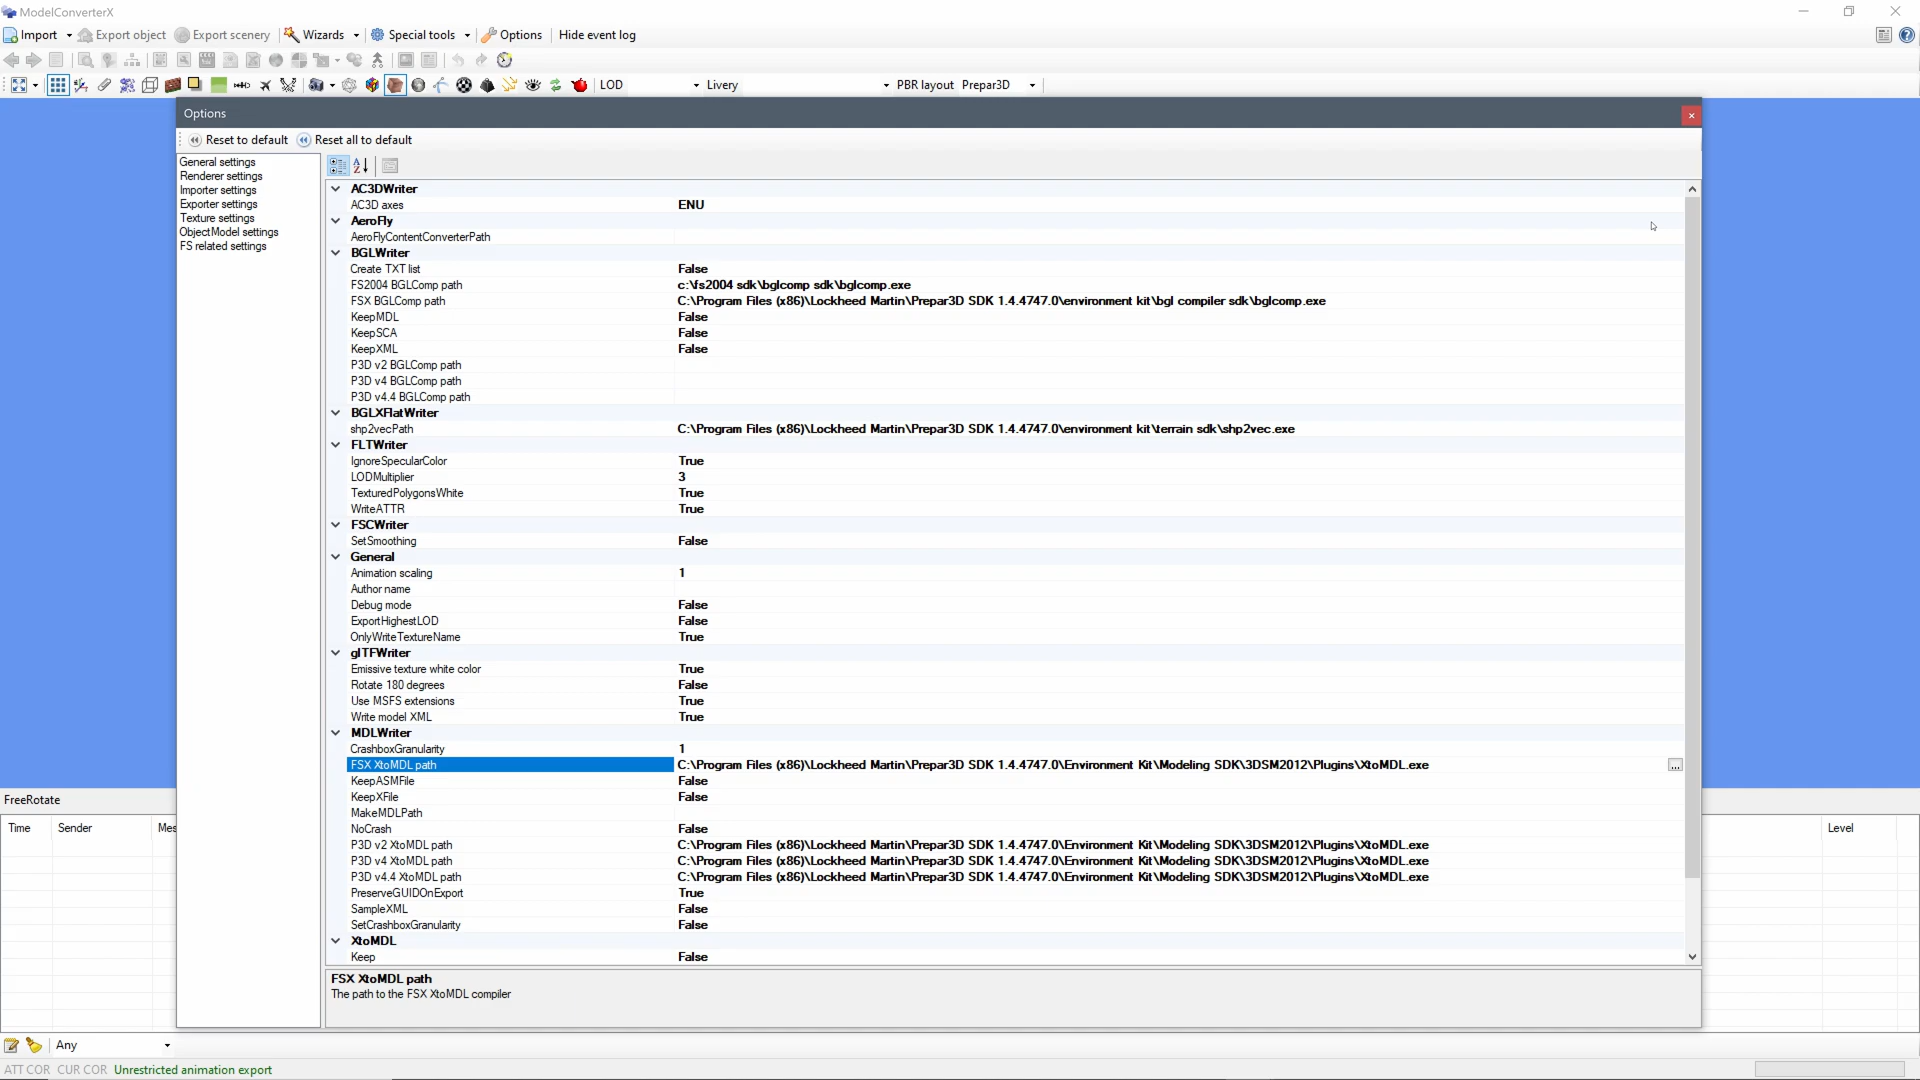 ModelConverterX
Import Export object Export scenery Wizards Special tools Options Hide event log
LOD Livery PBR layout Prepar3D
Options
Reset to default Reset all to default
General settings
Renderer settings
Importer settings
Exporter settings
Texture settings
ObjectModel settings
FS related settings
AC3DWriter
AC3D axes ENU
AeroFly
AeroFlyContentConverterPath
BGLWriter
Create TXT list False
FS2004 BGLComp path c:\fs2004 sdk\bglcomp sdk\bglcomp.exe
FSX BGLComp path C:\Program Files (x86)\Lockheed Martin\Prepar3D SDK 1.4.4747.0\environment kit\bgl compiler sdk\bglcomp.exe
KeepMDL False
KeepSCA False
KeepXML False
P3D v2 BGLComp path
P3D v4 BGLComp path
P3D v4.4 BGLComp path
BGLXFlatWriter
shp2vecPath C:\Program Files (x86)\Lockheed Martin\Prepar3D SDK 1.4.4747.0\environment kit\terrain sdk\shp2vec.exe
FLTWriter
IgnoreSpecularColor True
LODMultiplier 3
TexturedPolygonsWhite True
WriteATTR True
FSCWriter
SetSmoothing False
General
Animation scaling 1
Author name
Debug mode False
ExportHighestLOD False
OnlyWriteTextureName True
glTFWriter
Emissive texture white color True
Rotate 180 degrees False
Use MSFS extensions True
Write model XML True
MDLWriter
CrashboxGranularity 1
FSX XtoMDL path C:\Program Files (x86)\Lockheed Martin\Prepar3D SDK 1.4.4747.0\Environment Kit\Modeling SDK\3DSM2012\Plugins\XtoMDL.exe ...
KeepASMFile False
KeepXFile False
MakeMDLPath
NoCrash False
P3D v2 XtoMDL path C:\Program Files (x86)\Lockheed Martin\Prepar3D SDK 1.4.4747.0\Environment Kit\Modeling SDK\3DSM2012\Plugins\XtoMDL.exe
P3D v4 XtoMDL path C:\Program Files (x86)\Lockheed Martin\Prepar3D SDK 1.4.4747.0\Environment Kit\Modeling SDK\3DSM2012\Plugins\XtoMDL.exe
P3D v4.4 XtoMDL path C:\Program Files (x86)\Lockheed Martin\Prepar3D SDK 1.4.4747.0\Environment Kit\Modeling SDK\3DSM2012\Plugins\XtoMDL.exe
PreserveGUIDOnExport True
SampleXML False
SetCrashboxGranularity False
XtoMDL
Keep False
FSX XtoMDL path
The path to the FSX XtoMDL compiler
FreeRotate
Time Sender Mes Level
Any
ATT COR CUR COR Unrestricted animation export